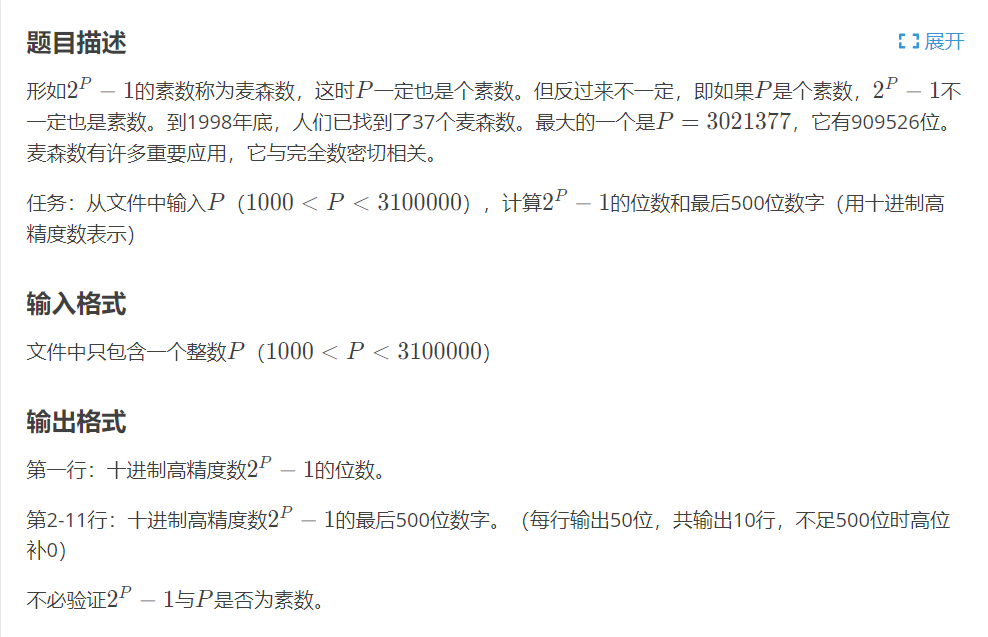 题目描述
展开
形如2^P − 1的素数称为麦森数，这时P一定也是个素数。但反过来不一定，即如果P是个素数，2^P − 1不
一定也是素数。到1998年底，人们已找到了37个麦森数。最大的一个是P = 3021377，它有909526位。
麦森数有许多重要应用，它与完全数密切相关。
任务：从文件中输入P（1000 < P < 3100000），计算2^P − 1的位数和最后500位数字（用十进制高
精度数表示）
输入格式
文件中只包含一个整数P（1000 < P < 3100000）
输出格式
第一行：十进制高精度数2^P − 1的位数。
第2-11行：十进制高精度数2^P − 1的最后500位数字。（每行输出50位，共输出10行，不足500位时高位
补0）
不必验证2^P − 1与P是否为素数。